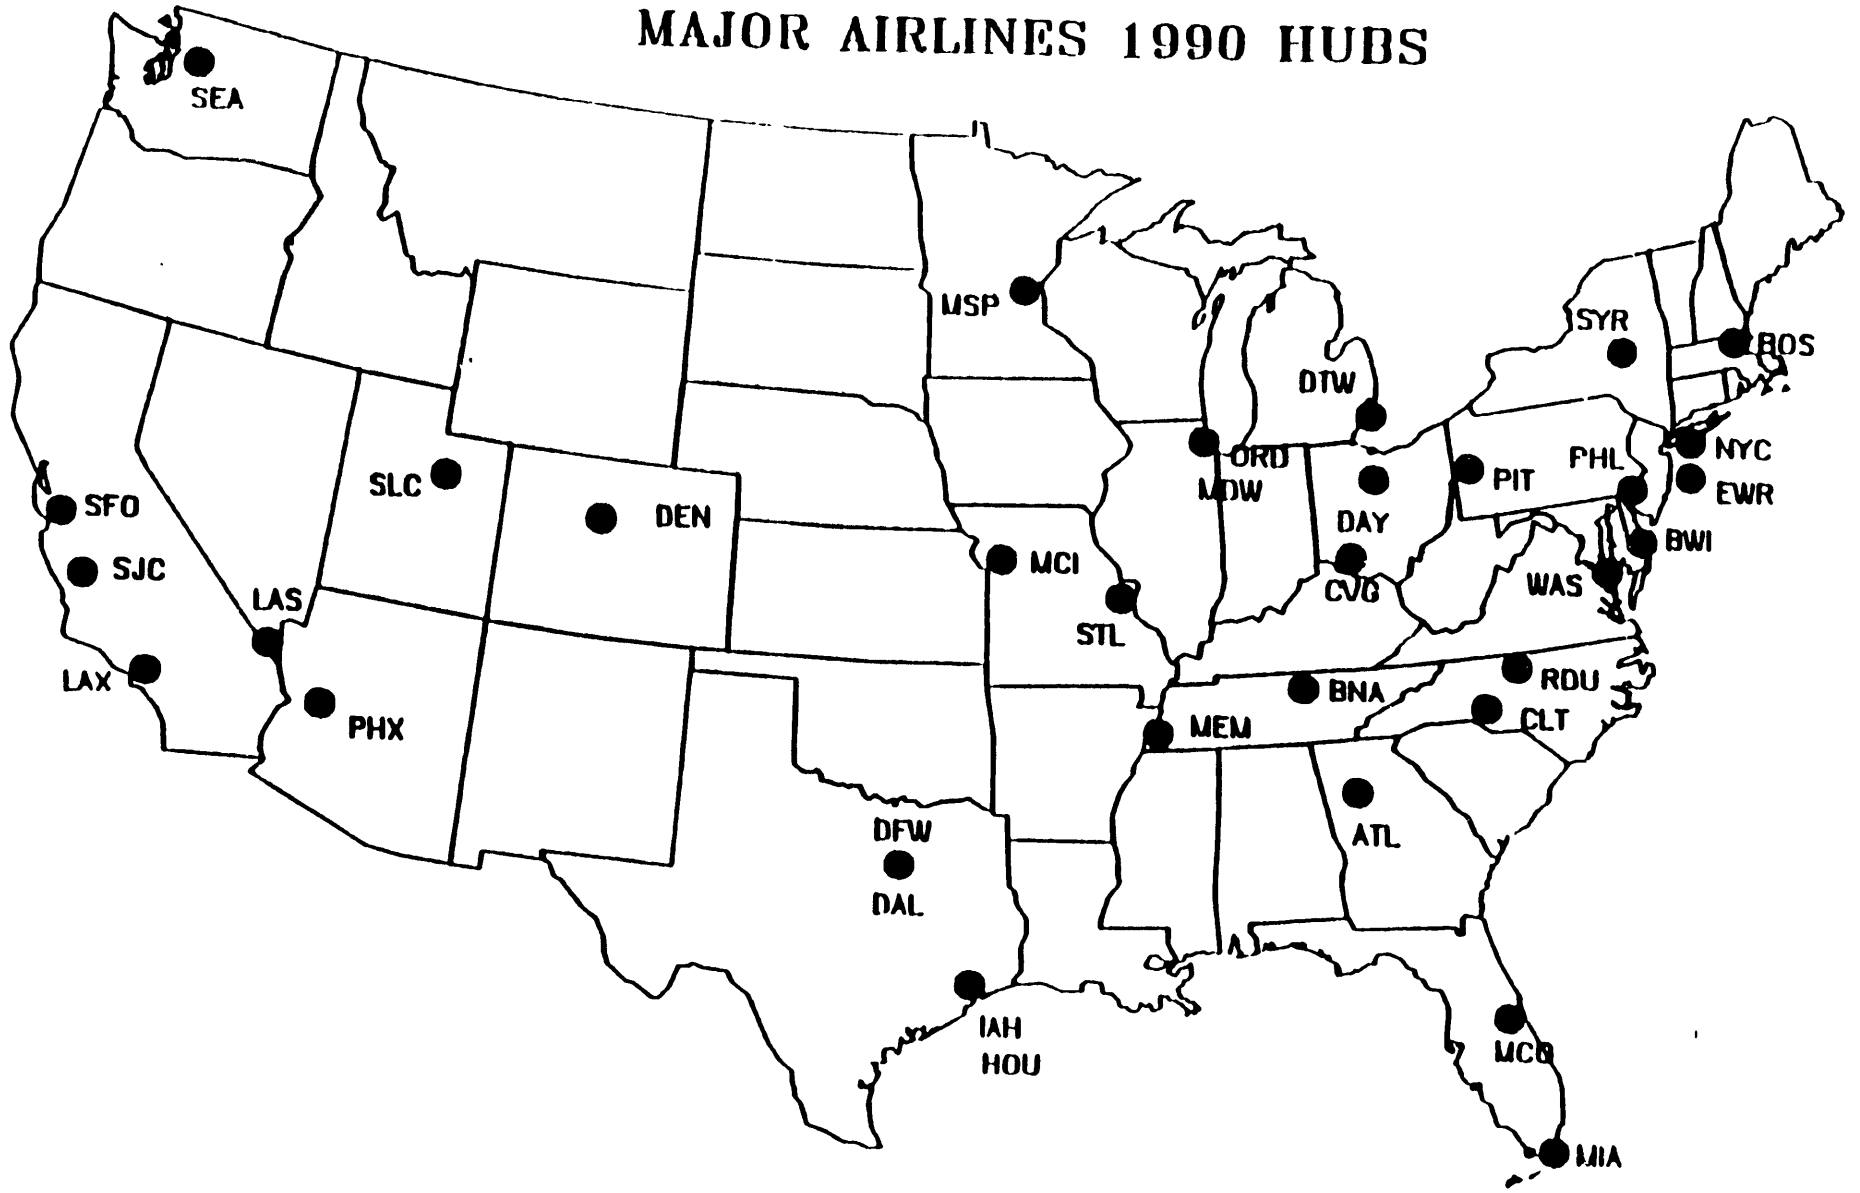 MAJOR AIRLINES 1990 HUBS
SEA
MSP
SYR
BOS
DTW
NYC
ORD
PHL
PIT
MDW
EWR
SLC
SFO
DEN
DAY
BWI
MCI
SJC
WAS
CVG
LAS
STL
LAX
RDU
BNA
CLT
PHX
MEM
DFW
ATL
DAL
IAH
MCO
HOU
MIA